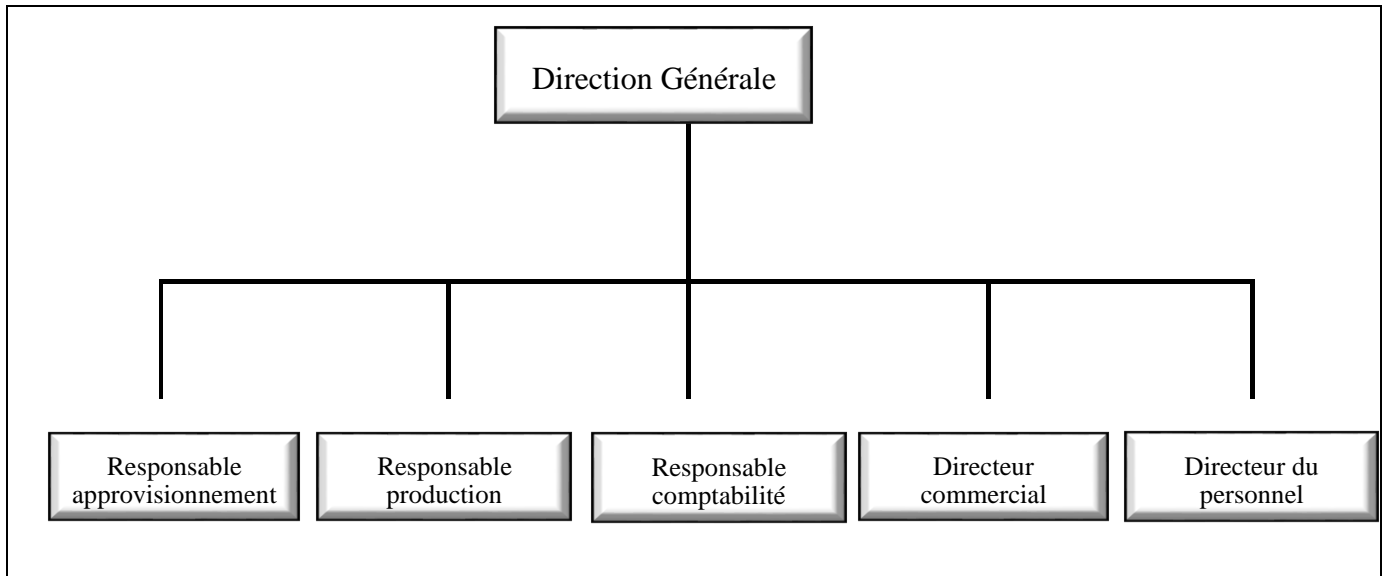 Direction Générale
Responsable
approvisionnement
Responsable
production
Responsable
comptabilité
Directeur
commercial
Directeur du
personnel